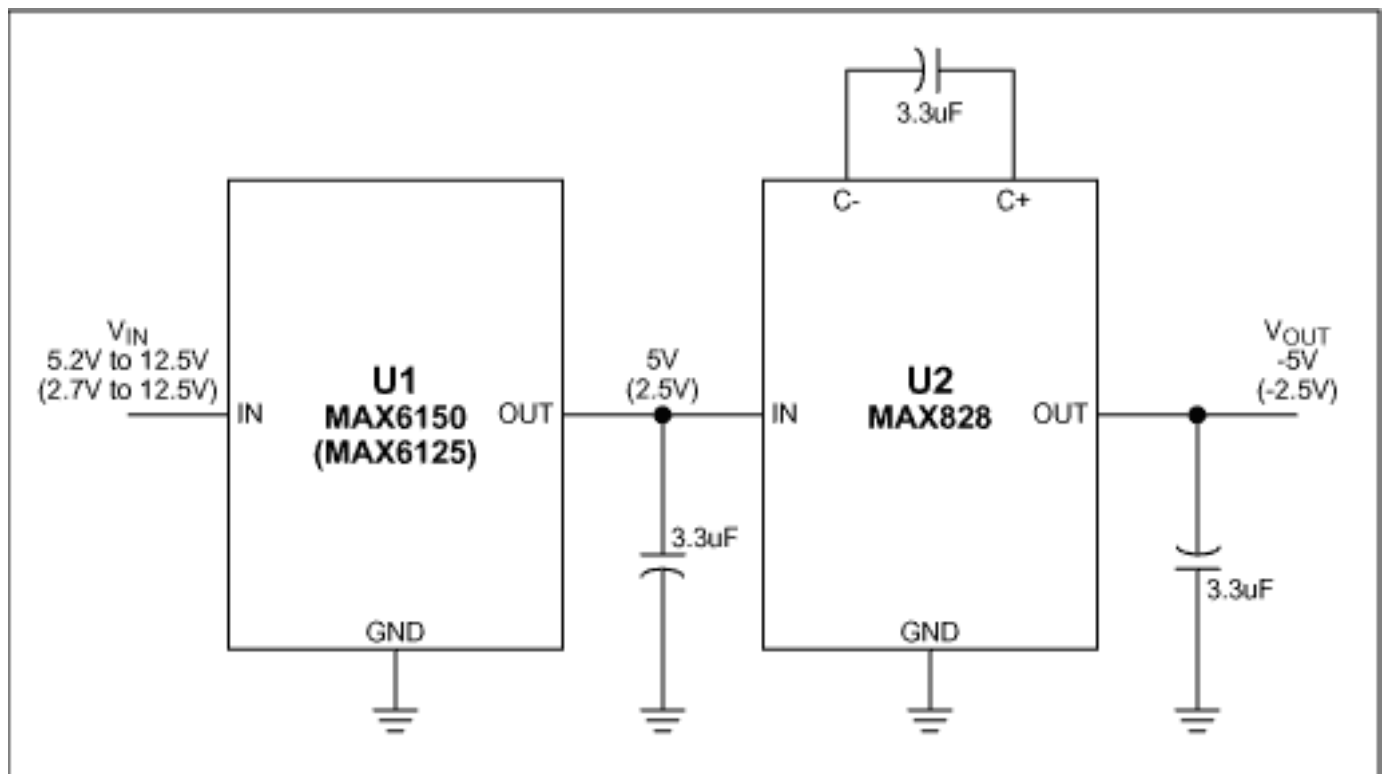 3.3uF
C-
C+
VIN
5.2V to 12.5V
(2.7V to 12.5V)
IN
U1
MAX6150
(MAX6125)
OUT
GND
5V
(2.5V)
3.3uF
IN
U2
MAX828
OUT
GND
VOUT
-5V
(-2.5V)
3.3uF